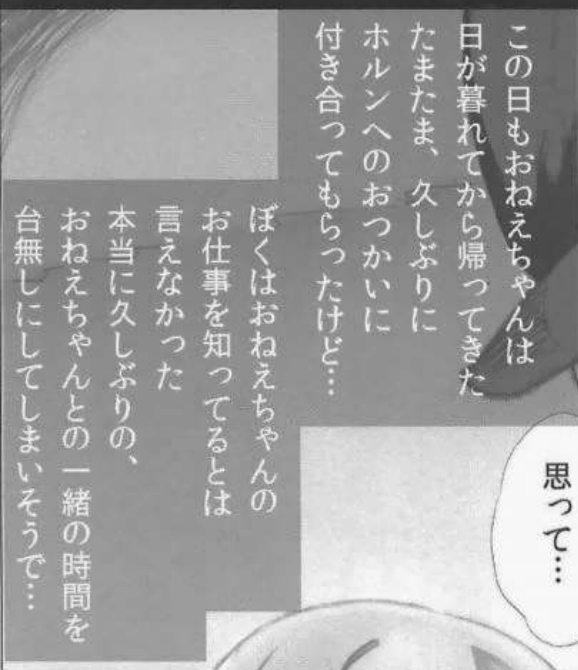 この日もおねえちゃんは
日が暮れてから帰ってきた
たまたま、久しぶりに
ホルンへのおつかいに
付き合ってもらったけど…
思って…
ぼくはおねえちゃんの
お仕事を知ってるとは
言えなかった
本当に久しぶりの、
おねえちゃんとの一緒の時間を
台無しにしてしまいそうで…